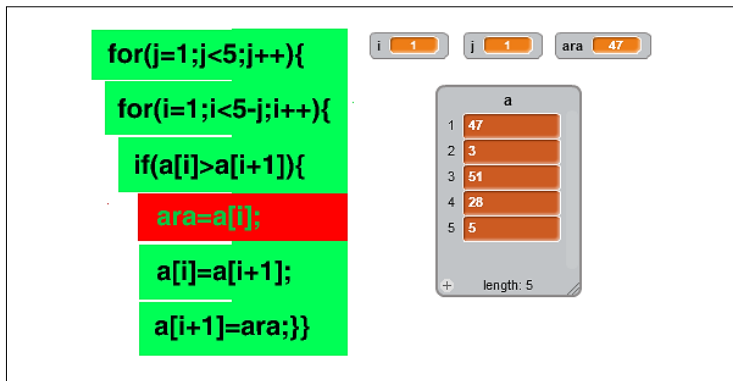 for(j=1;j<5;j++){
for(i=1;i<5-j;i++){
if(a[i]>a[i+1]){
ara=a[i];
a[i]=a[i+1];
a[i+1]=ara;}}
i 1 j 1 ara 47
a
1 47
2 3
3 51
4 28
5 5
+ length: 5